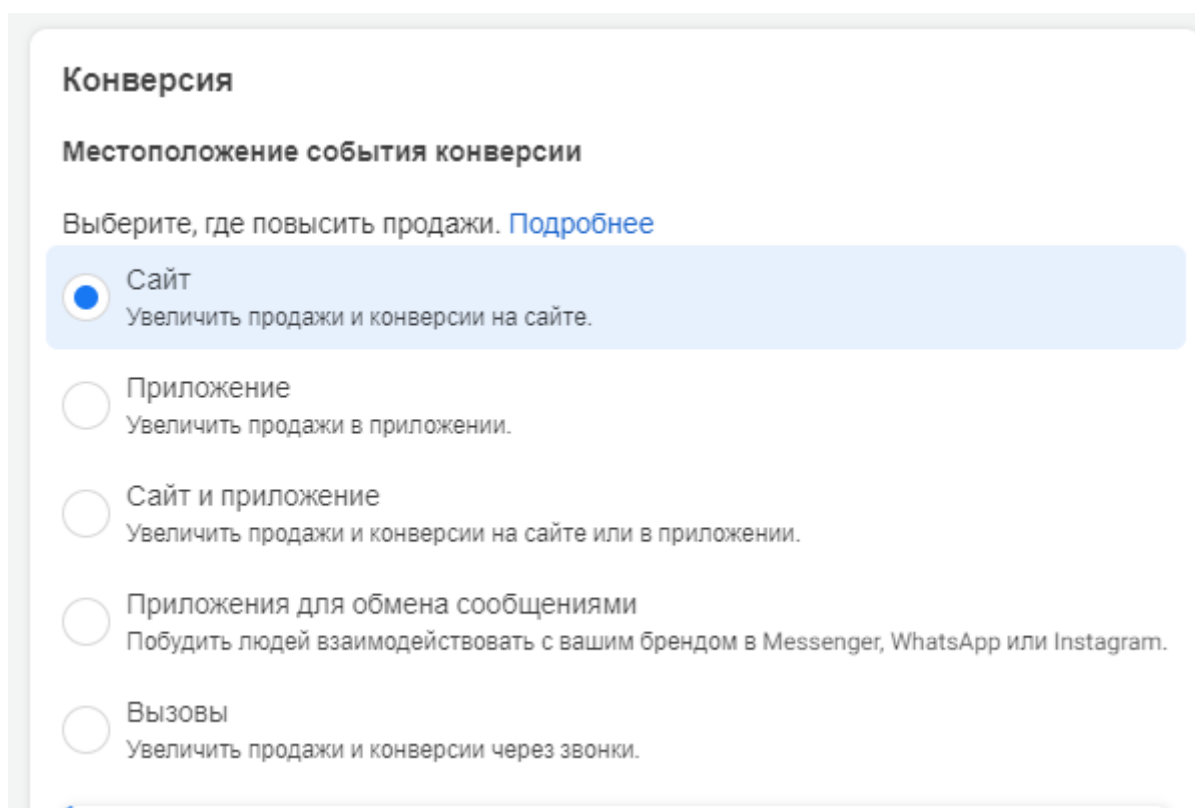 Конверсия
Местоположение события конверсии
Выберите, где повысить продажи. Подробнее
Сайт
Увеличить продажи и конверсии на сайте.
Приложение
Увеличить продажи в приложении.
Сайт и приложение
Увеличить продажи и конверсии на сайте или в приложении.
Приложения для обмена сообщениями
Побудить людей взаимодействовать с вашим брендом в Messenger, WhatsApp или Instagram.
Вызовы
Увеличить продажи и конверсии через звонки.